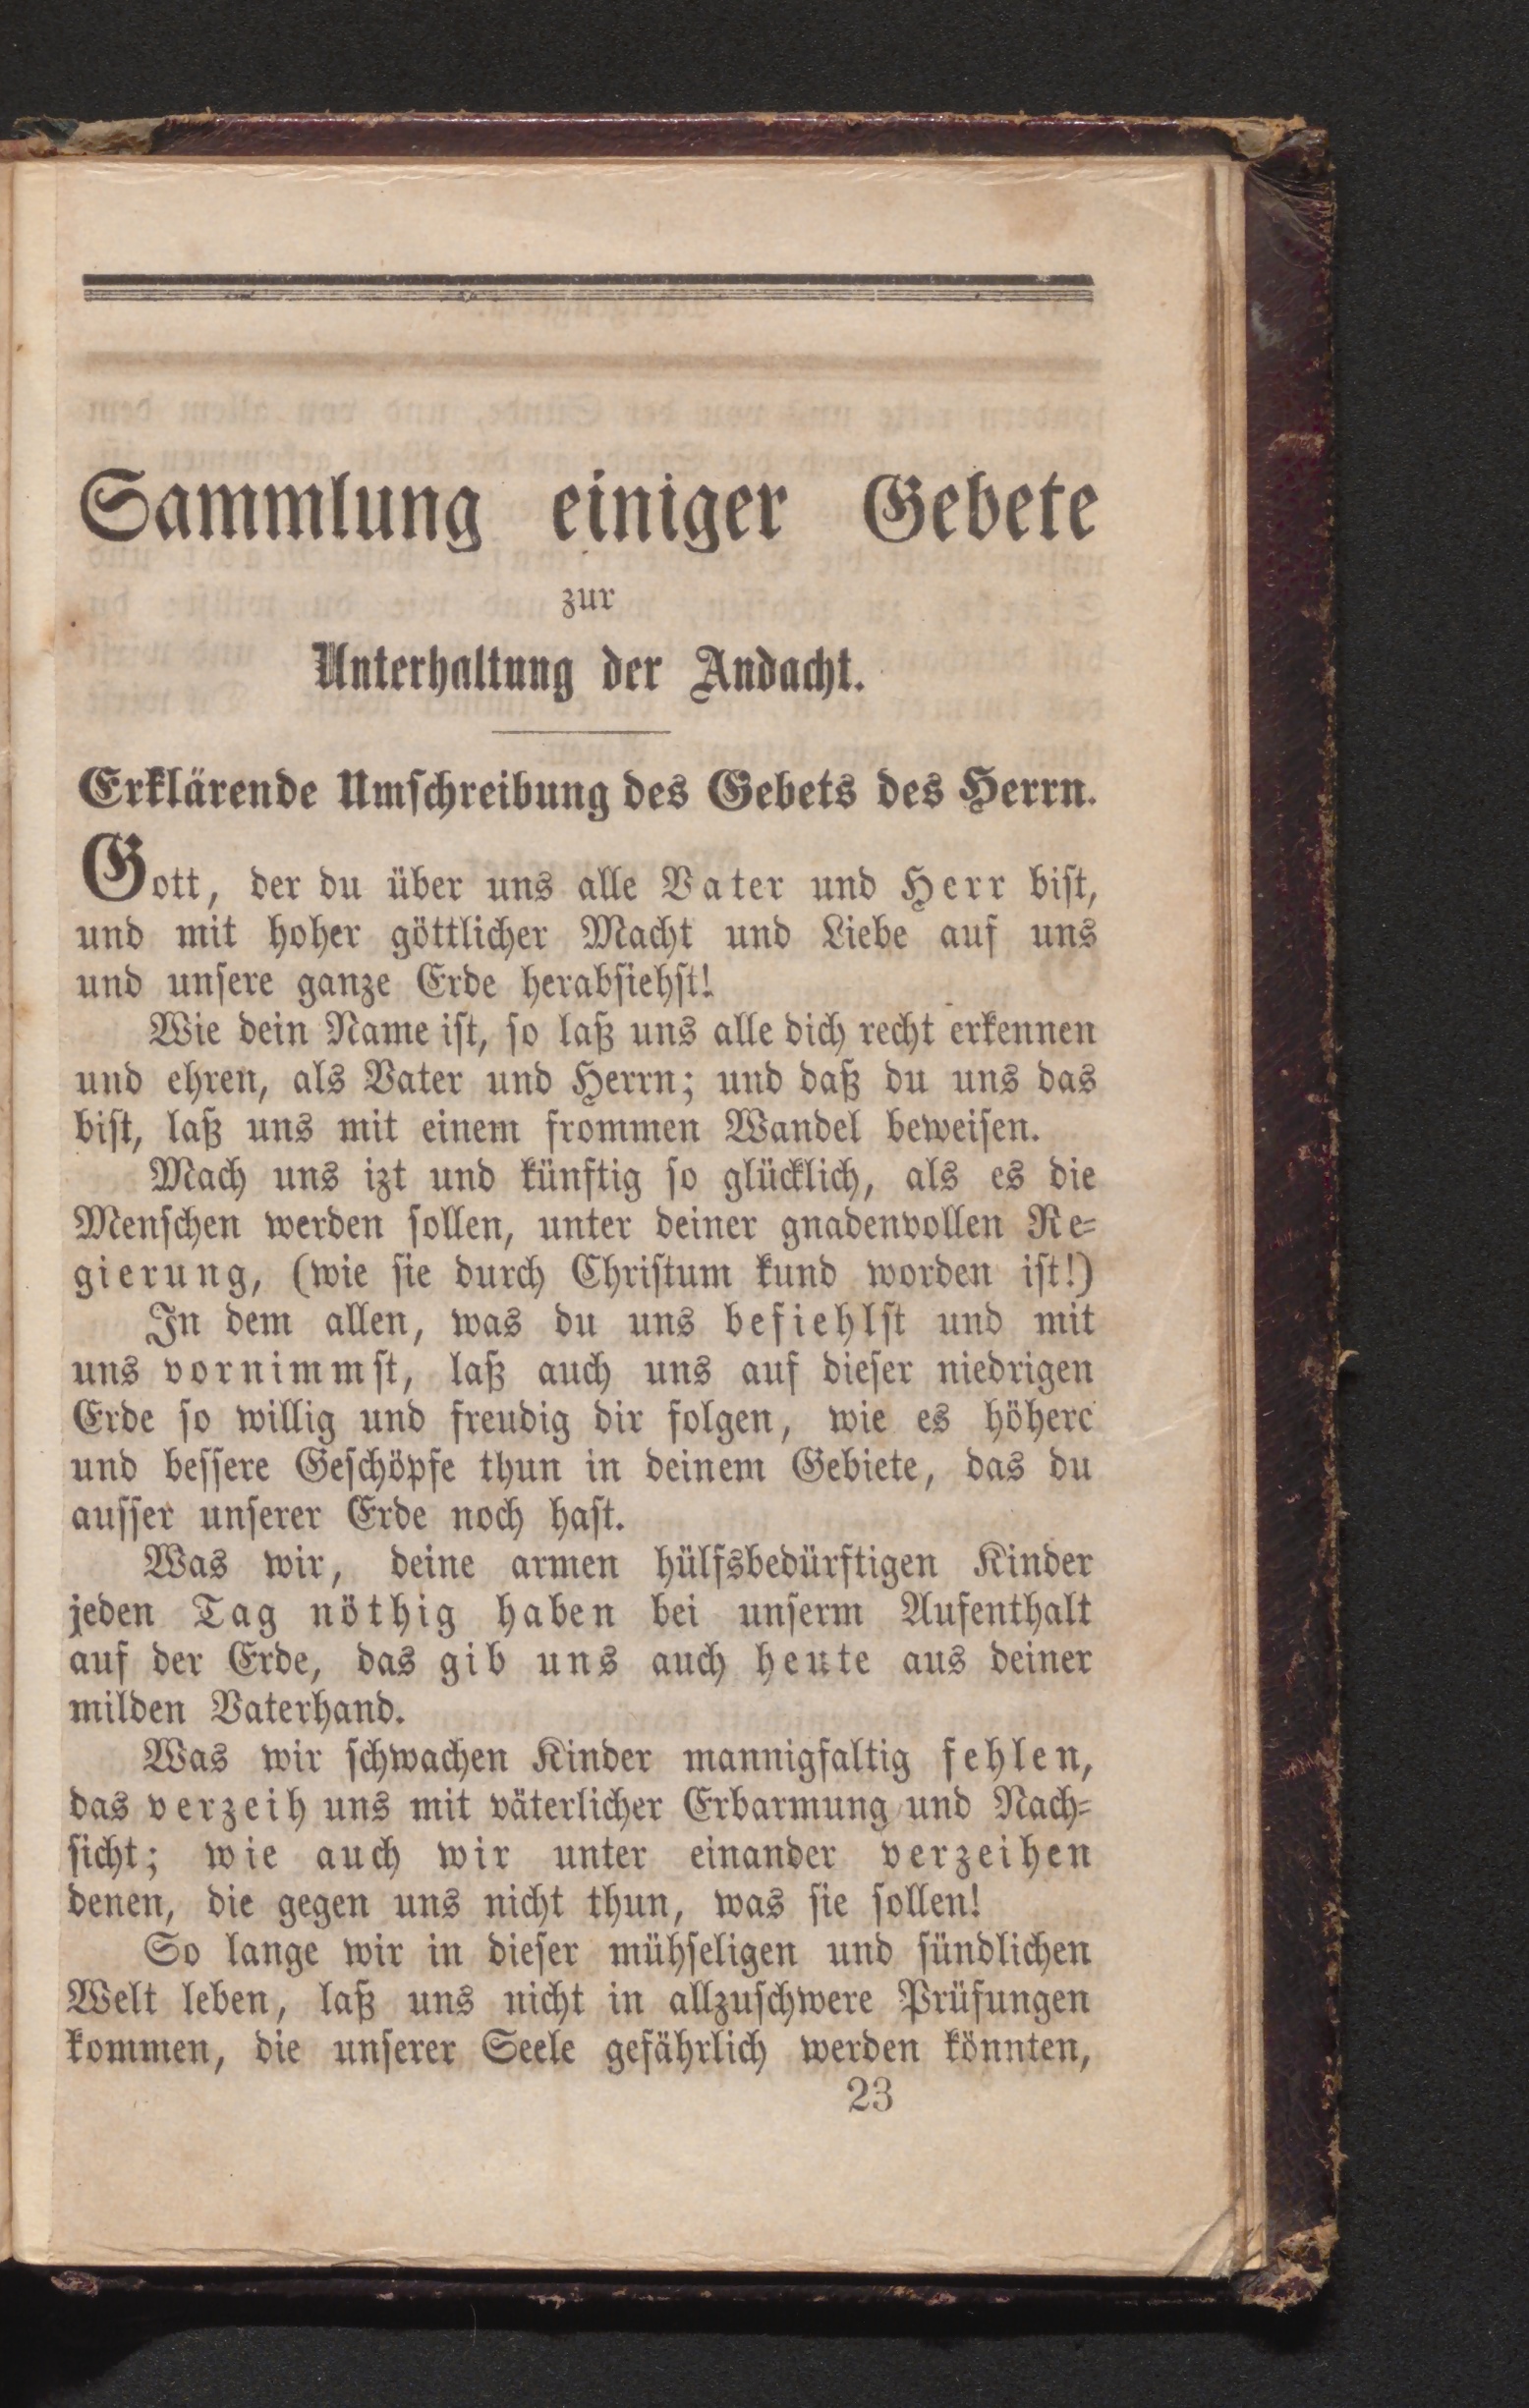 Sammlung einiger Gebete
zur
Unterhaltung der Andacht.
Erklärende Umschreibung des Gebets des Herrn.
Gott, der du über uns alle Vater und Herr bist,
und mit hoher göttlicher Macht und Liebe auf uns
und unsere ganze Erde herabsiehst!
Wie dein Name ist, so laß uns alle dich recht erkennen
und ehren, als Vater und Herrn; und daß du uns das
bist, laß uns mit einem frommen Wandel beweisen.
Mach uns izt und künftig so glücklich, als es die
Menschen werden sollen, unter deiner gnadenvollen Re-
gierung, (wie sie durch Christum kund worden ist!)
In dem allen, was du uns befiehlst und mit
uns vornimmst, laß auch uns auf dieser niedrigen
Erde so willig und freudig dir folgen, wie es höhere
und bessere Geschöpfe thun in deinem Gebiete, das du
ausser unserer Erde noch hast.
Was wir, deine armen hülfsbedürftigen Kinder
jeden Tag nöthig haben bei unserm Aufenthalt
auf der Erde, das gib uns auch heute aus deiner
milden Vaterhand.
Was wir schwachen Kinder mannigfaltig fehlen,
das verzeih uns mit väterlicher Erbarmung und Nach-
sicht; wie auch wir unter einander verzeihen
denen, die gegen uns nicht thun, was sie sollen!
So lange wir in dieser mühseligen und sündlichen
Welt leben, laß uns nicht in allzuschwere Prüfungen
kommen, die unserer Seele gefährlich werden könnten,
23